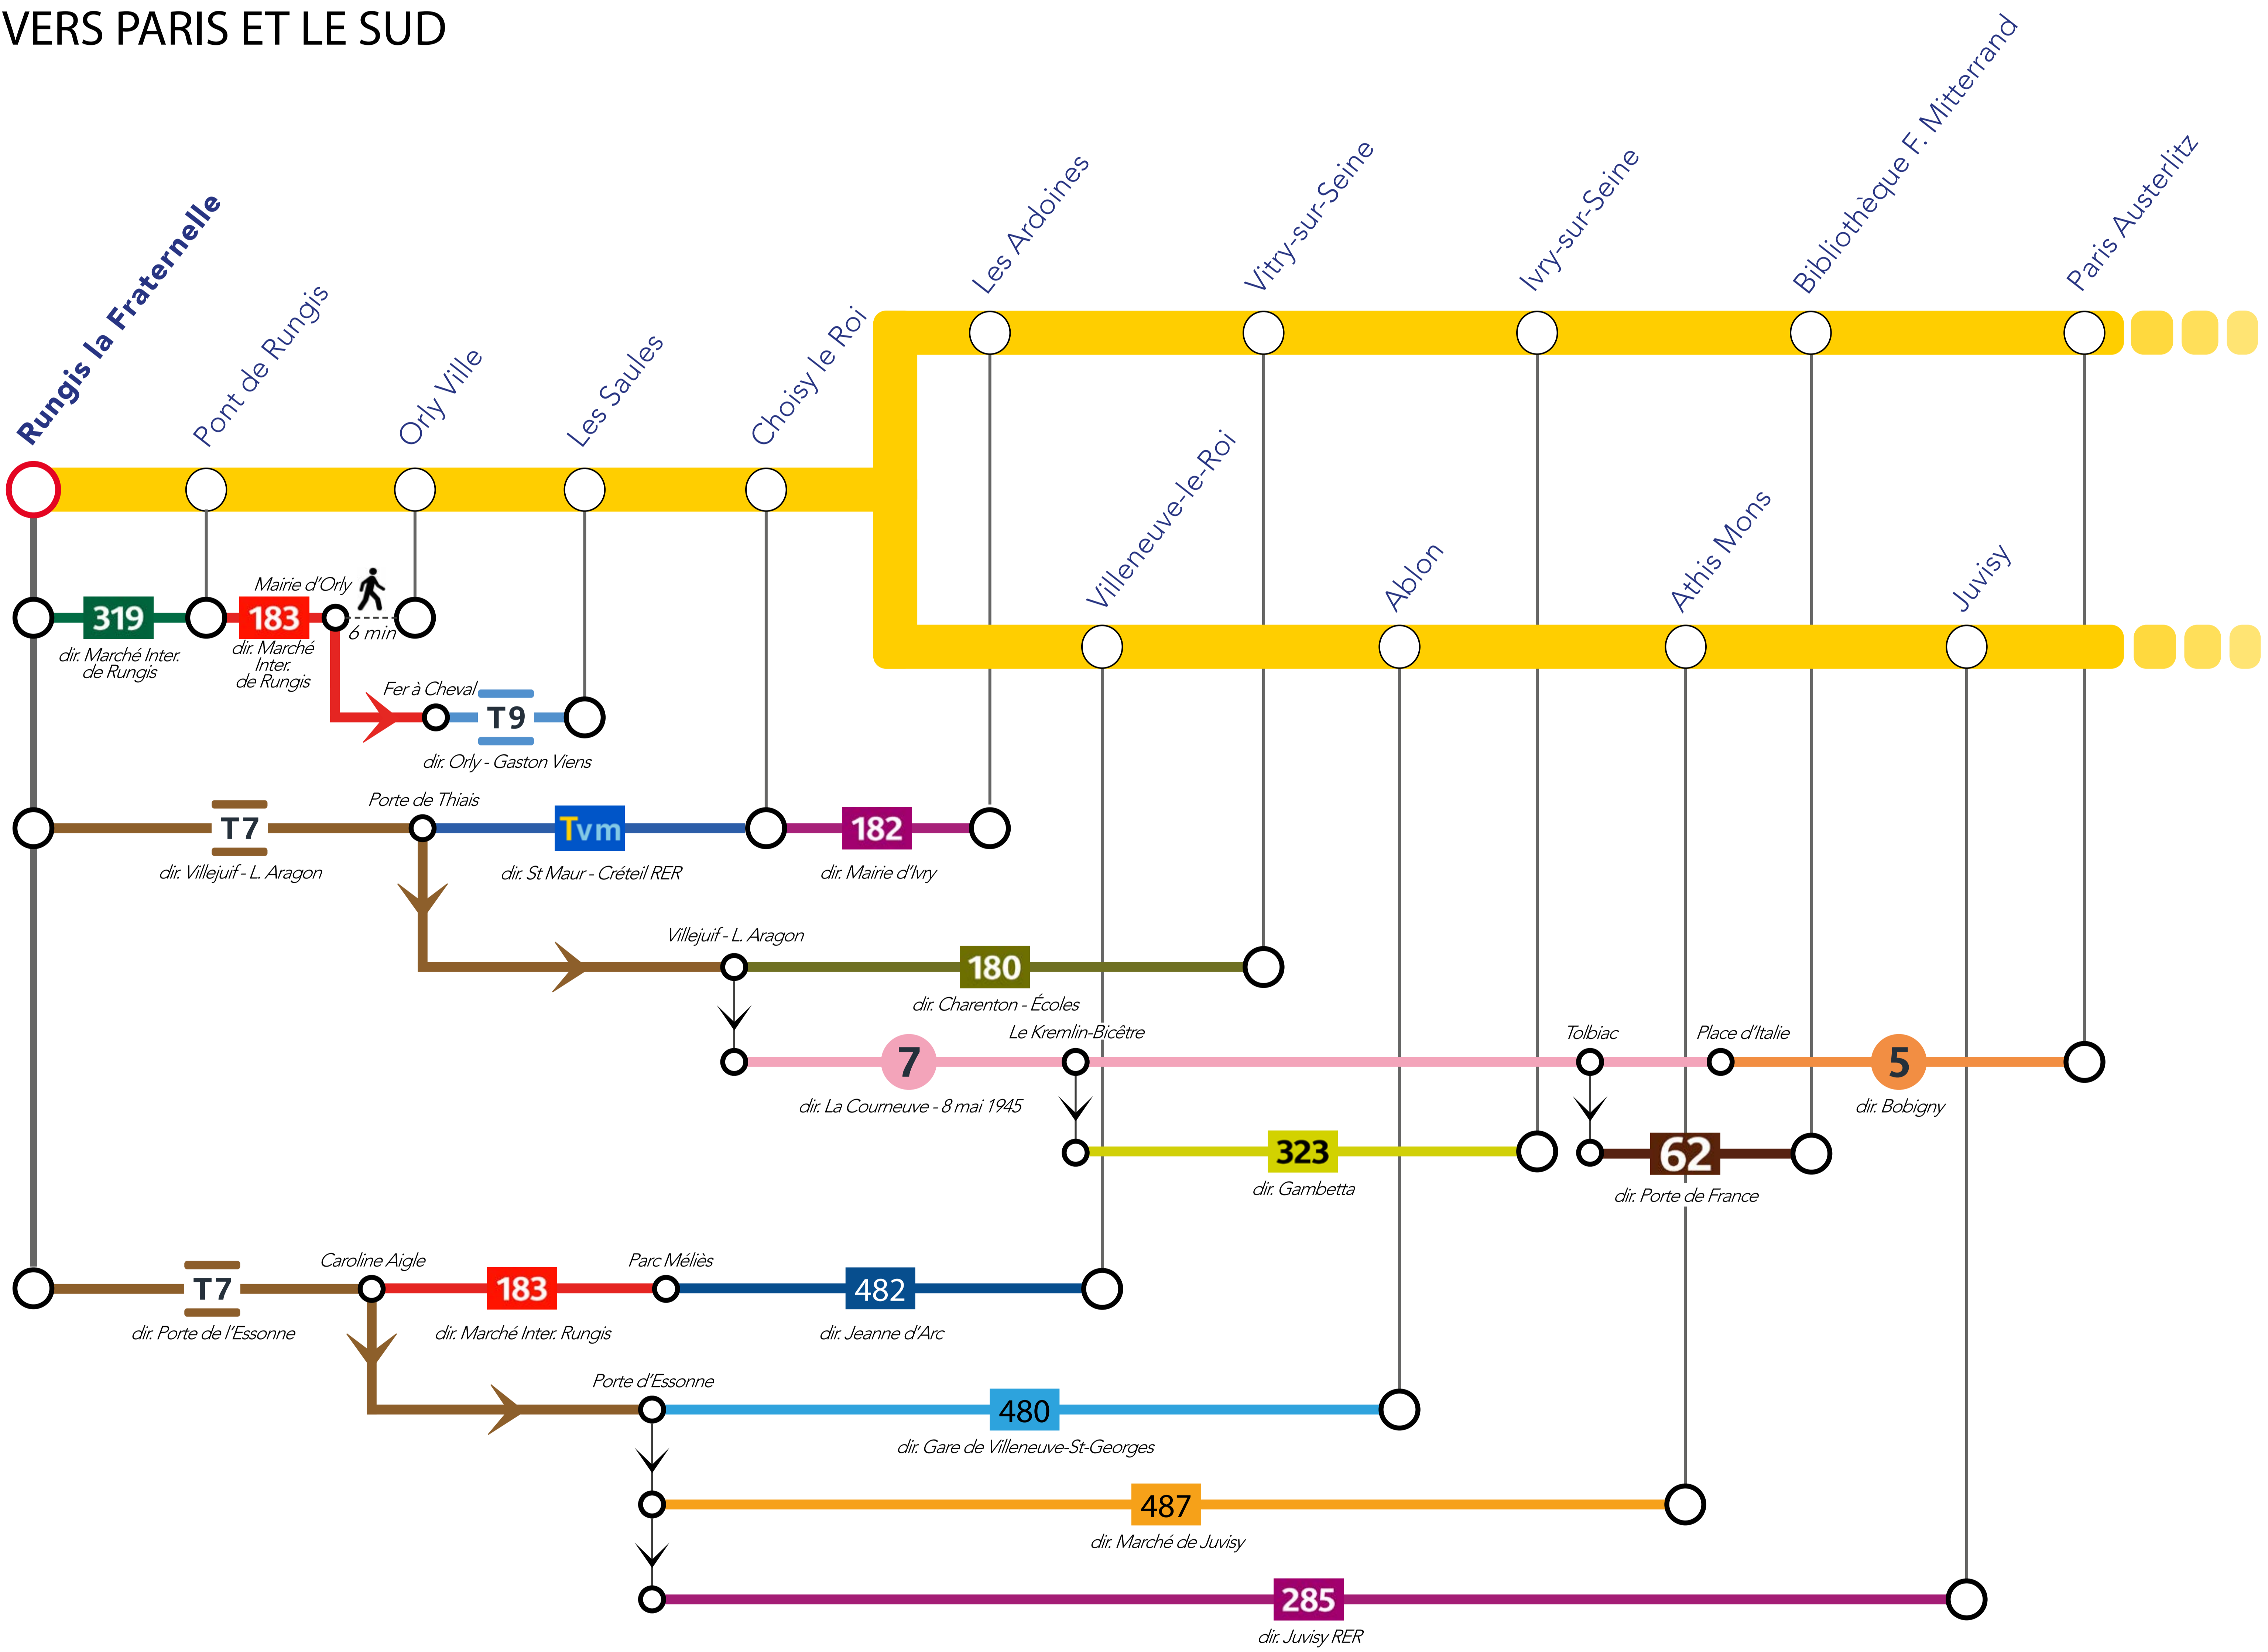 VERS PARIS ET LE SUD
Rungis la Fraternelle
Pont de Rungis
Orly Ville
Les Saules
Choisy le Roi
Les Ardoines
Vitry-sur-Seine
Ivry-sur-Seine
Bibliothèque F. Mitterrand
Paris Austerlitz
Villeneuve-le-Roi
Ablon
Athis Mons
Juvisy
Mairie d'Orly
319
183
6 min
dir. Marché Inter.
de Rungis
dir. Marché
Inter.
de Rungis
Fer à Cheval
T9
dir. Orly - Gaston Viens
Porte de Thiais
T7
Tvm
182
dir. Villejuif - L. Aragon
dir. St Maur - Créteil RER
dir. Mairie d'Ivry
Villejuif - L. Aragon
180
dir. Charenton - Écoles
Le Kremlin-Bicêtre
Tolbiac
Place d'Italie
7
5
dir. La Courneuve - 8 mai 1945
dir. Bobigny
323
62
dir. Gambetta
dir. Porte de France
Caroline Aigle
Parc Méliès
T7
183
482
dir. Porte de l'Essonne
dir. Marché Inter. Rungis
dir. Jeanne d'Arc
Porte d'Essonne
480
dir. Gare de Villeneuve-St-Georges
487
dir. Marché de Juvisy
285
dir. Juvisy RER